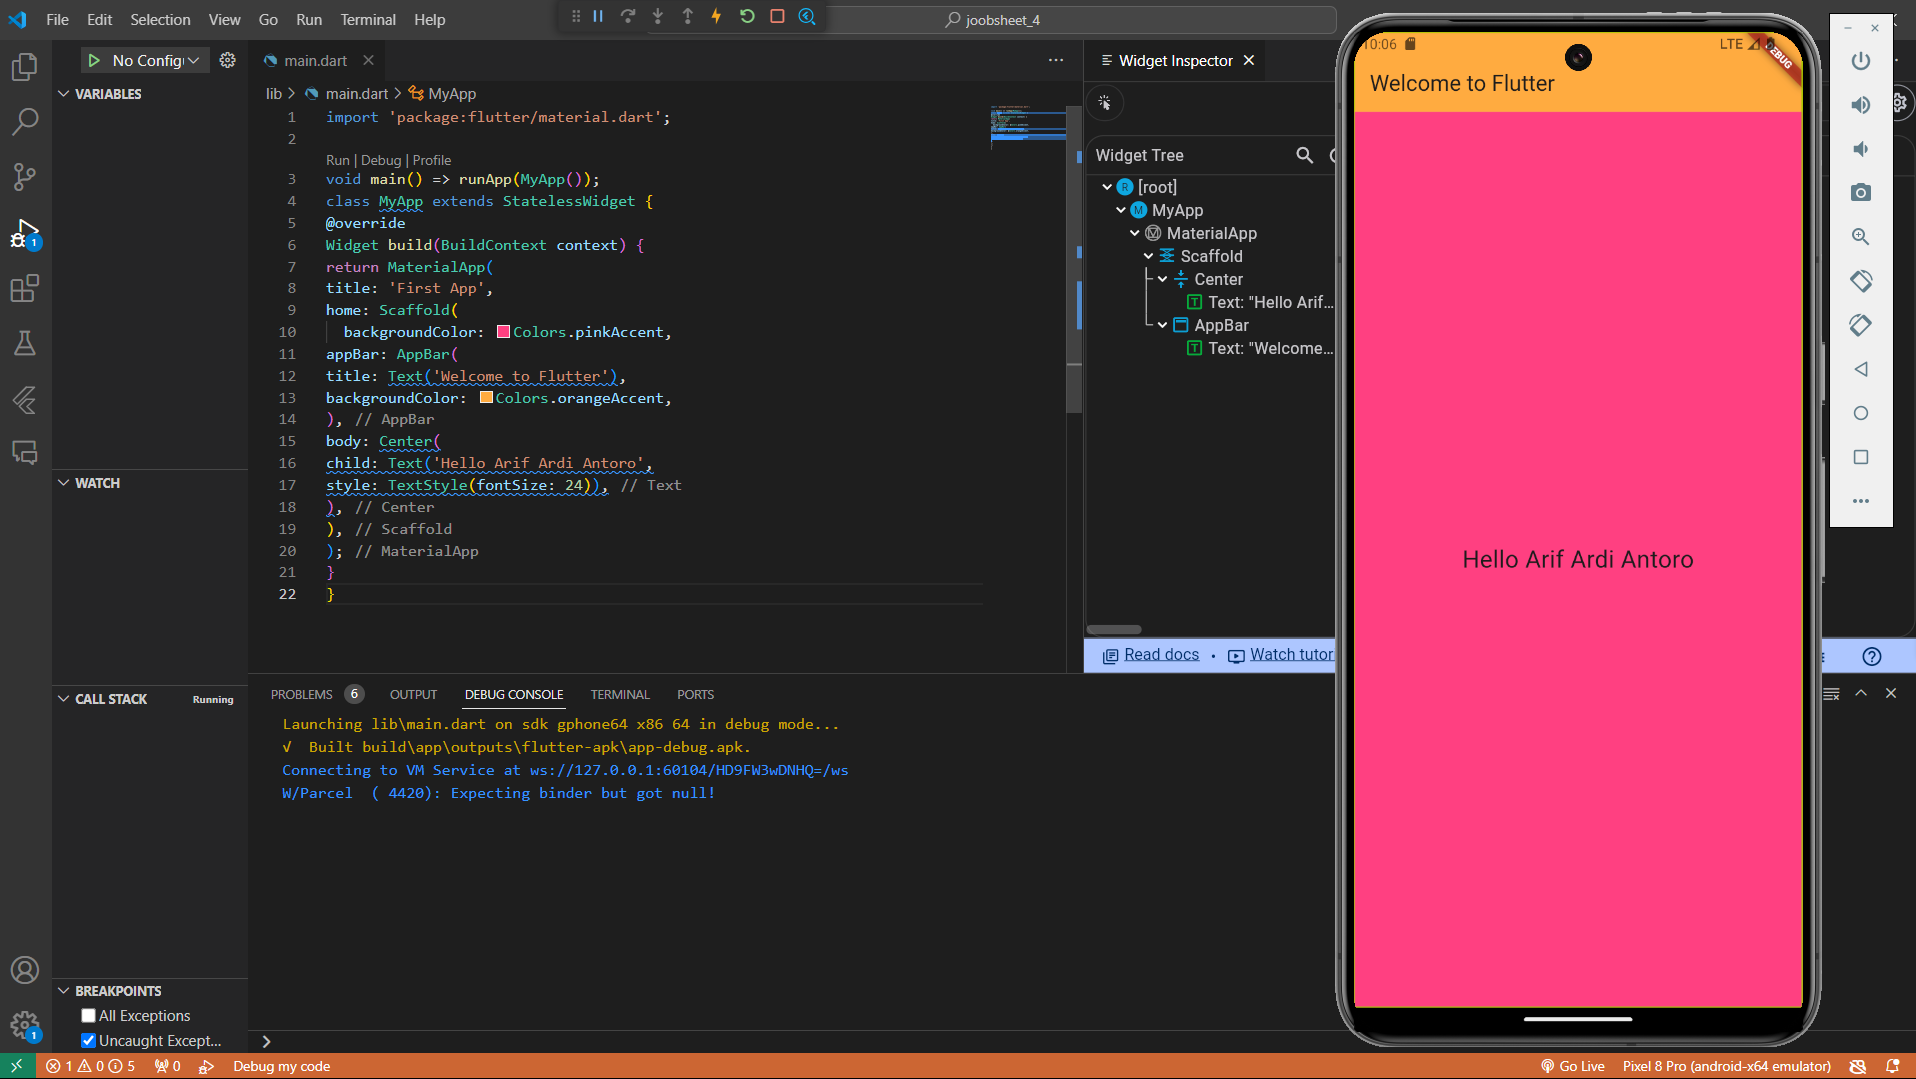 File Edit Selection View Go Run Terminal Help
joobsheet_4
No Config
main.dart
Widget Inspector
VARIABLES
lib > main.dart > MyApp
1 import 'package:flutter/material.dart';
2
Run | Debug | Profile
3 void main() => runApp(MyApp());
4 class MyApp extends StatelessWidget {
5 @override
6 Widget build(BuildContext context) {
7 return MaterialApp(
8 title: 'First App',
9 home: Scaffold(
10 backgroundColor: Colors.pinkAccent,
11 appBar: AppBar(
12 title: Text('Welcome to Flutter'),
13 backgroundColor: Colors.orangeAccent,
14 ), // AppBar
15 body: Center(
16 child: Text('Hello Arif Ardi Antoro',
17 style: TextStyle(fontSize: 24)), // Text
18 ), // Center
19 ), // Scaffold
20 ); // MaterialApp
21 }
22 }
Widget Tree
[root]
MyApp
MaterialApp
Scaffold
Center
Text: "Hello Arif...
AppBar
Text: "Welcome...
Read docs • Watch tutor
10:06 LTE
DEBUG
Welcome to Flutter
Hello Arif Ardi Antoro
WATCH
CALL STACK Running
BREAKPOINTS
All Exceptions
Uncaught Except...
PROBLEMS 6 OUTPUT DEBUG CONSOLE TERMINAL PORTS
Launching lib\main.dart on sdk gphone64 x86 64 in debug mode...
√ Built build\app\outputs\flutter-apk\app-debug.apk.
Connecting to VM Service at ws://127.0.0.1:60104/HD9FW3wDNHQ=/ws
W/Parcel ( 4420): Expecting binder but got null!
1
1
1 0 5 0 Debug my code
Go Live Pixel 8 Pro (android-x64 emulator)